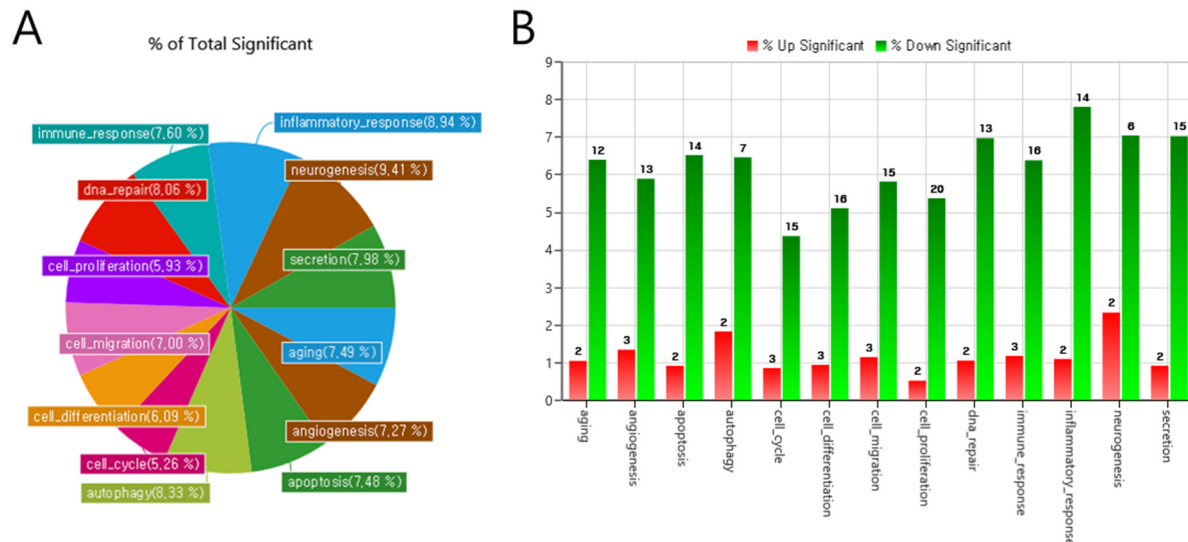 A
% of Total Significant
immune_response(7,60 %)
inflammatory_response(8,94 %)
dna_repair(8,06 %)
neurogenesis(9,41 %)
cell_proliferation(5,93 %)
secretion(7,98 %)
cell_migration(7,00 %)
aging(7,49 %)
cell_differentiation(6,09 %)
angiogenesis(7,27 %)
cell_cycle(5,26 %)
autophagy(8,33 %)
apoptosis(7,48 %)
B
% Up Significant % Down Significant
9
8
7
6
5
4
3
2
1
0
2 12
3 13
2 14
2 7
3 15
3 16
3 15
2 20
2 13
3 16
2 14
2 6
2 15
aging
angiogenesis
apoptosis
autophagy
cell_cycle
cell_differentiation
cell_migration
cell_proliferation
dna_repair
immune_response
inflammatory_response
neurogenesis
secretion